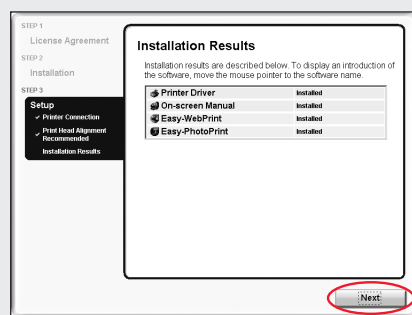 STEP 1
License Agreement
STEP 2
Installation
STEP 3
Setup
Printer Connection
Print Head Alignment
Recommended
Installation Results
Installation Results
Installation results are described below. To display an introduction of
the software, move the mouse pointer to the software name.
Printer Driver Installed
On-screen Manual Installed
Easy-WebPrint Installed
Easy-PhotoPrint Installed
Next